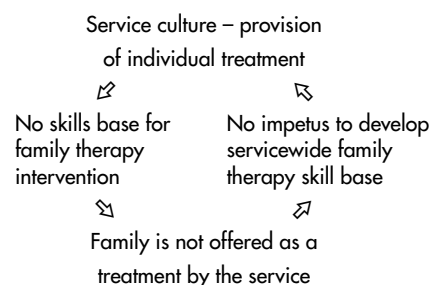 Service culture – provision
of individual treatment
No skills base for
family therapy
intervention
No impetus to develop
servicewide family
therapy skill base
Family is not offered as a
treatment by the service